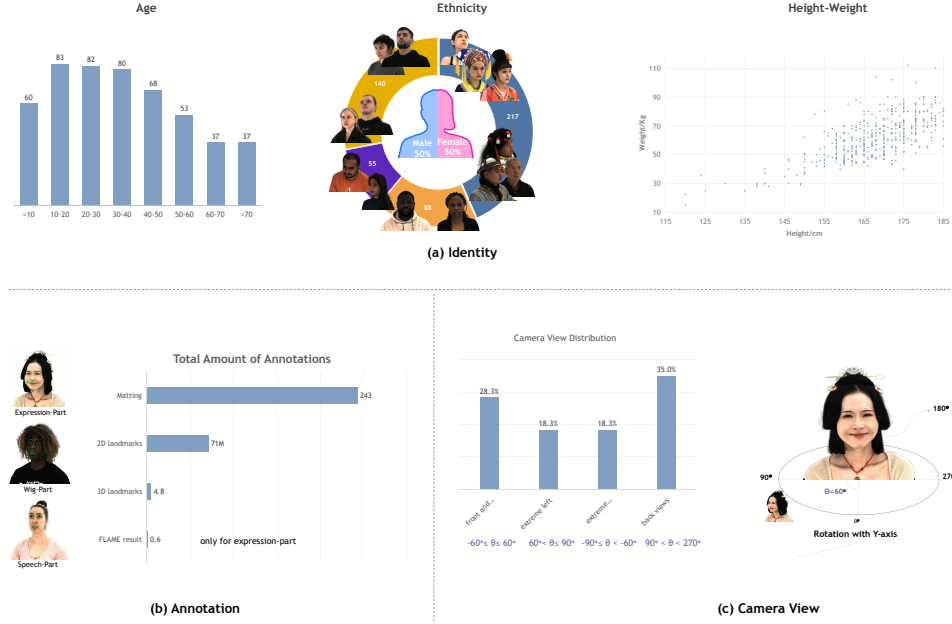 Age
Ethnicity
Height-Weight
60
83
82
80
68
53
37
37
<10
10-20
20-30
30-40
40-50
50-60
60-70
>70
140
217
55
88
Male
50%
Female
50%
Weight/Kg
110
90
70
50
30
10
115
125
135
145
155
165
175
185
Height/cm
(a) Identity
Total Amount of Annotations
Expression-Part
Wig-Part
Speech-Part
Matting
243
2D landmarks
71M
3D landmarks
4.8
FLAME result
0.6
only for expression-part
(b) Annotation
Camera View Distribution
28.3%
18.3%
18.3%
35.0%
front and...
extreme left
extreme...
back views
-60°≤ θ≤ 60°
60°< θ≤ 90°
-90°≤ θ < -60°
90° < θ < 270°
180°
90°
270
Θ=60°
0°
Rotation with Y-axis
(c) Camera View